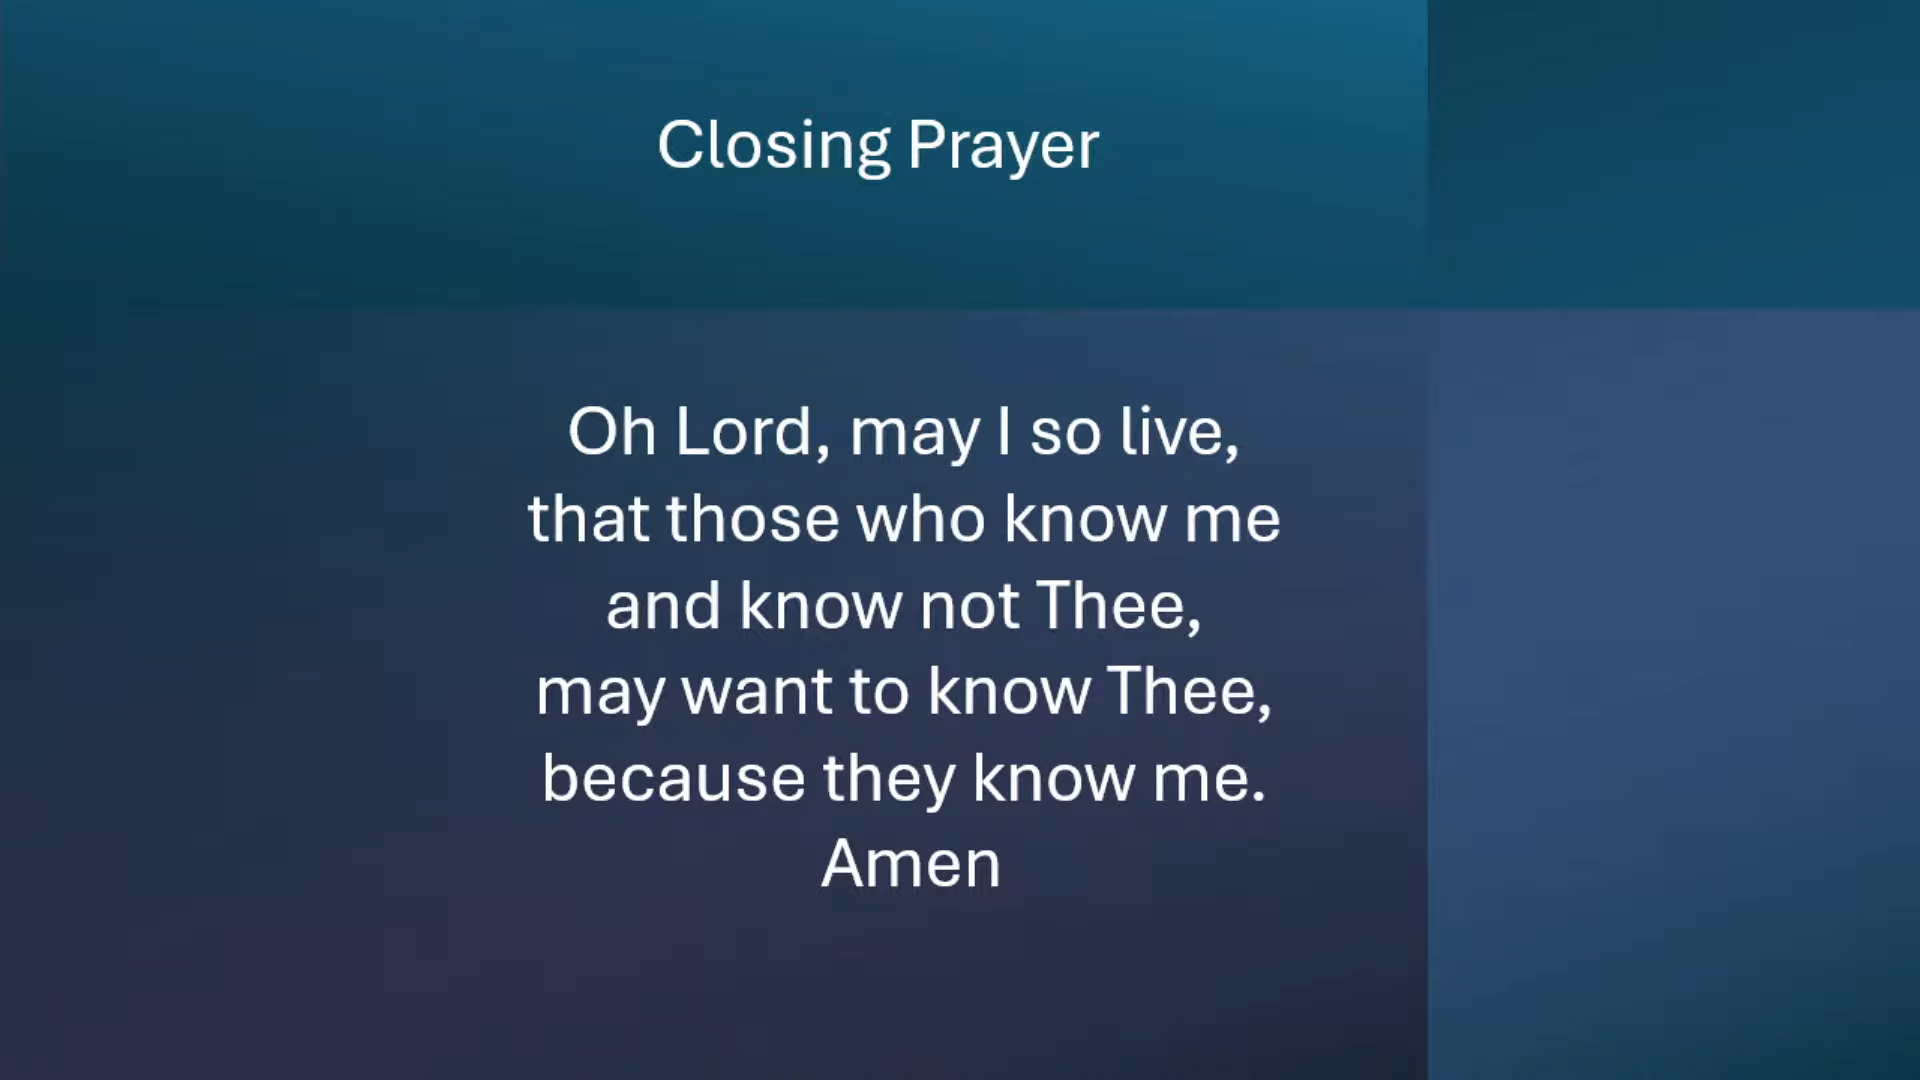 Closing Prayer
Oh Lord, may I so live,
that those who know me
and know not Thee,
may want to know Thee,
because they know me.
Amen